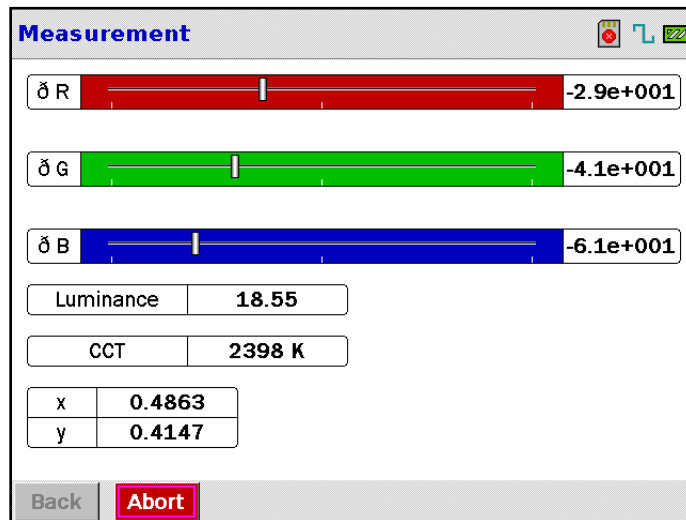 Measurement
ð R -2.9e+001
ð G -4.1e+001
ð B -6.1e+001
Luminance 18.55
CCT 2398 K
x 0.4863
y 0.4147
Back Abort